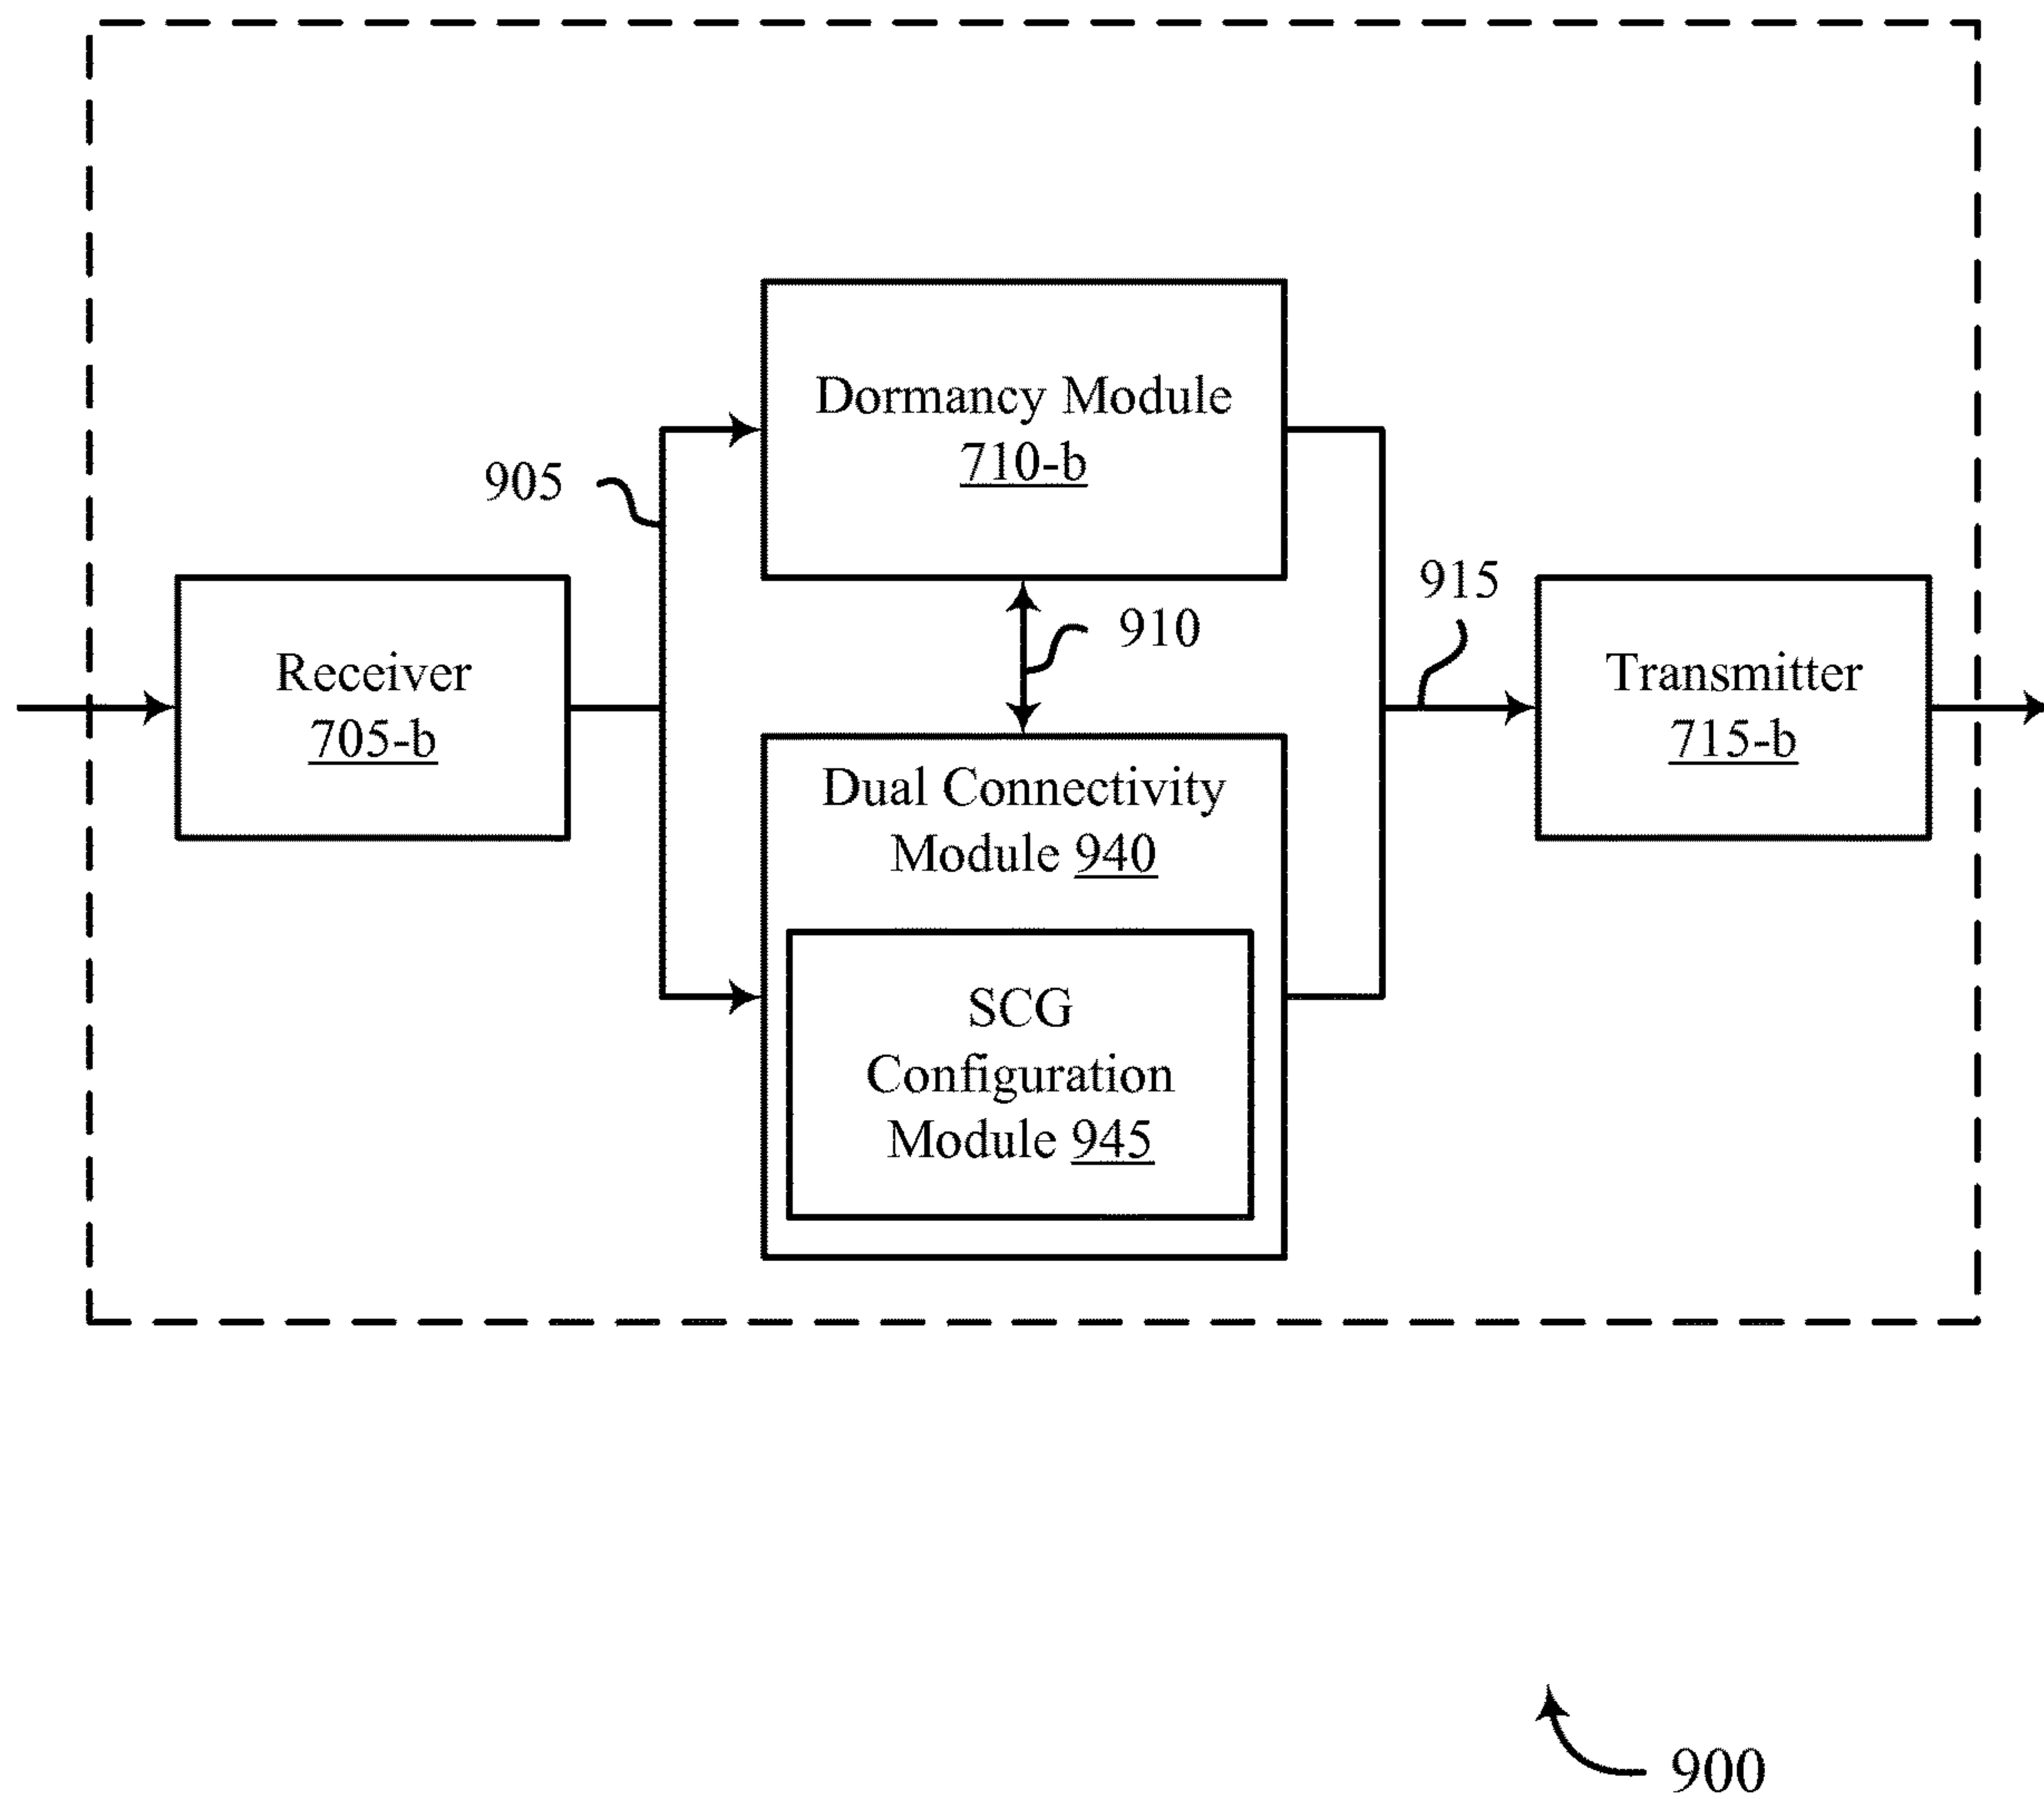 Dormancy Module
710-b
905
910
915
Receiver
705-b
Transmitter
715-b
Dual Connectivity
Module 940
SCG
Configuration
Module 945
900